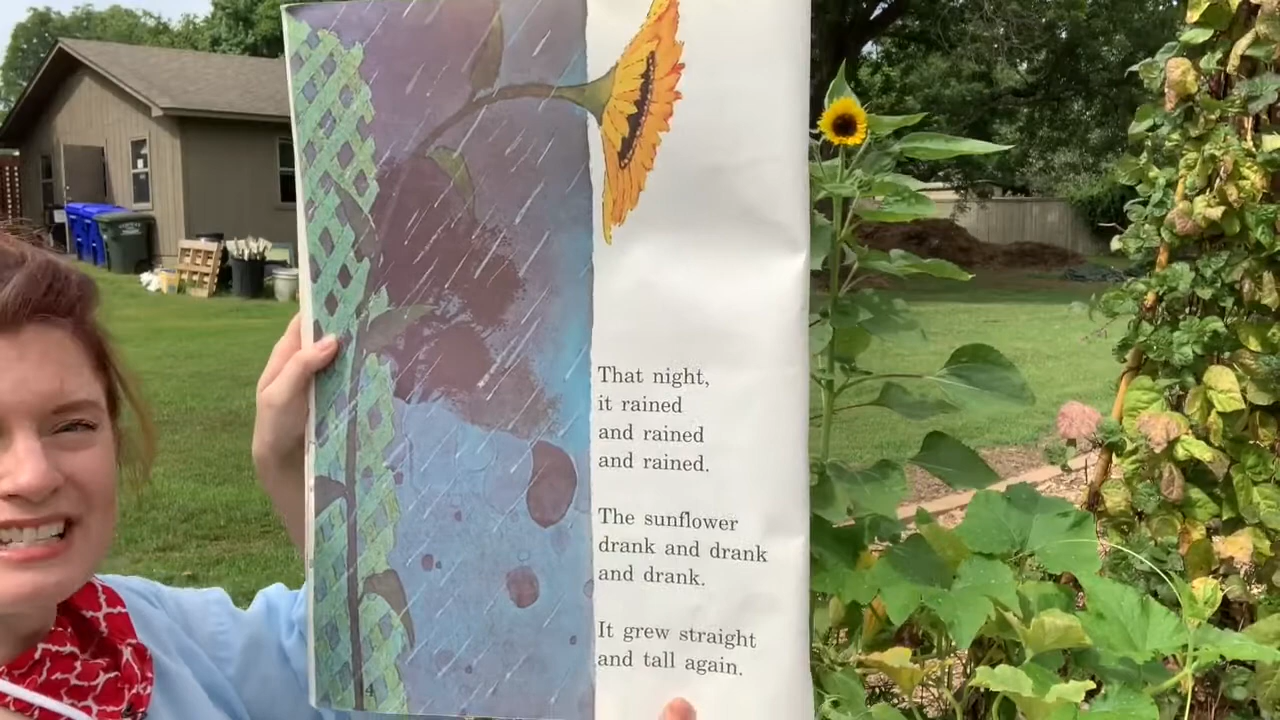 That night,
it rained
and rained
and rained.
The sunflower
drank and drank
and drank.
It grew straight
and tall again.
4